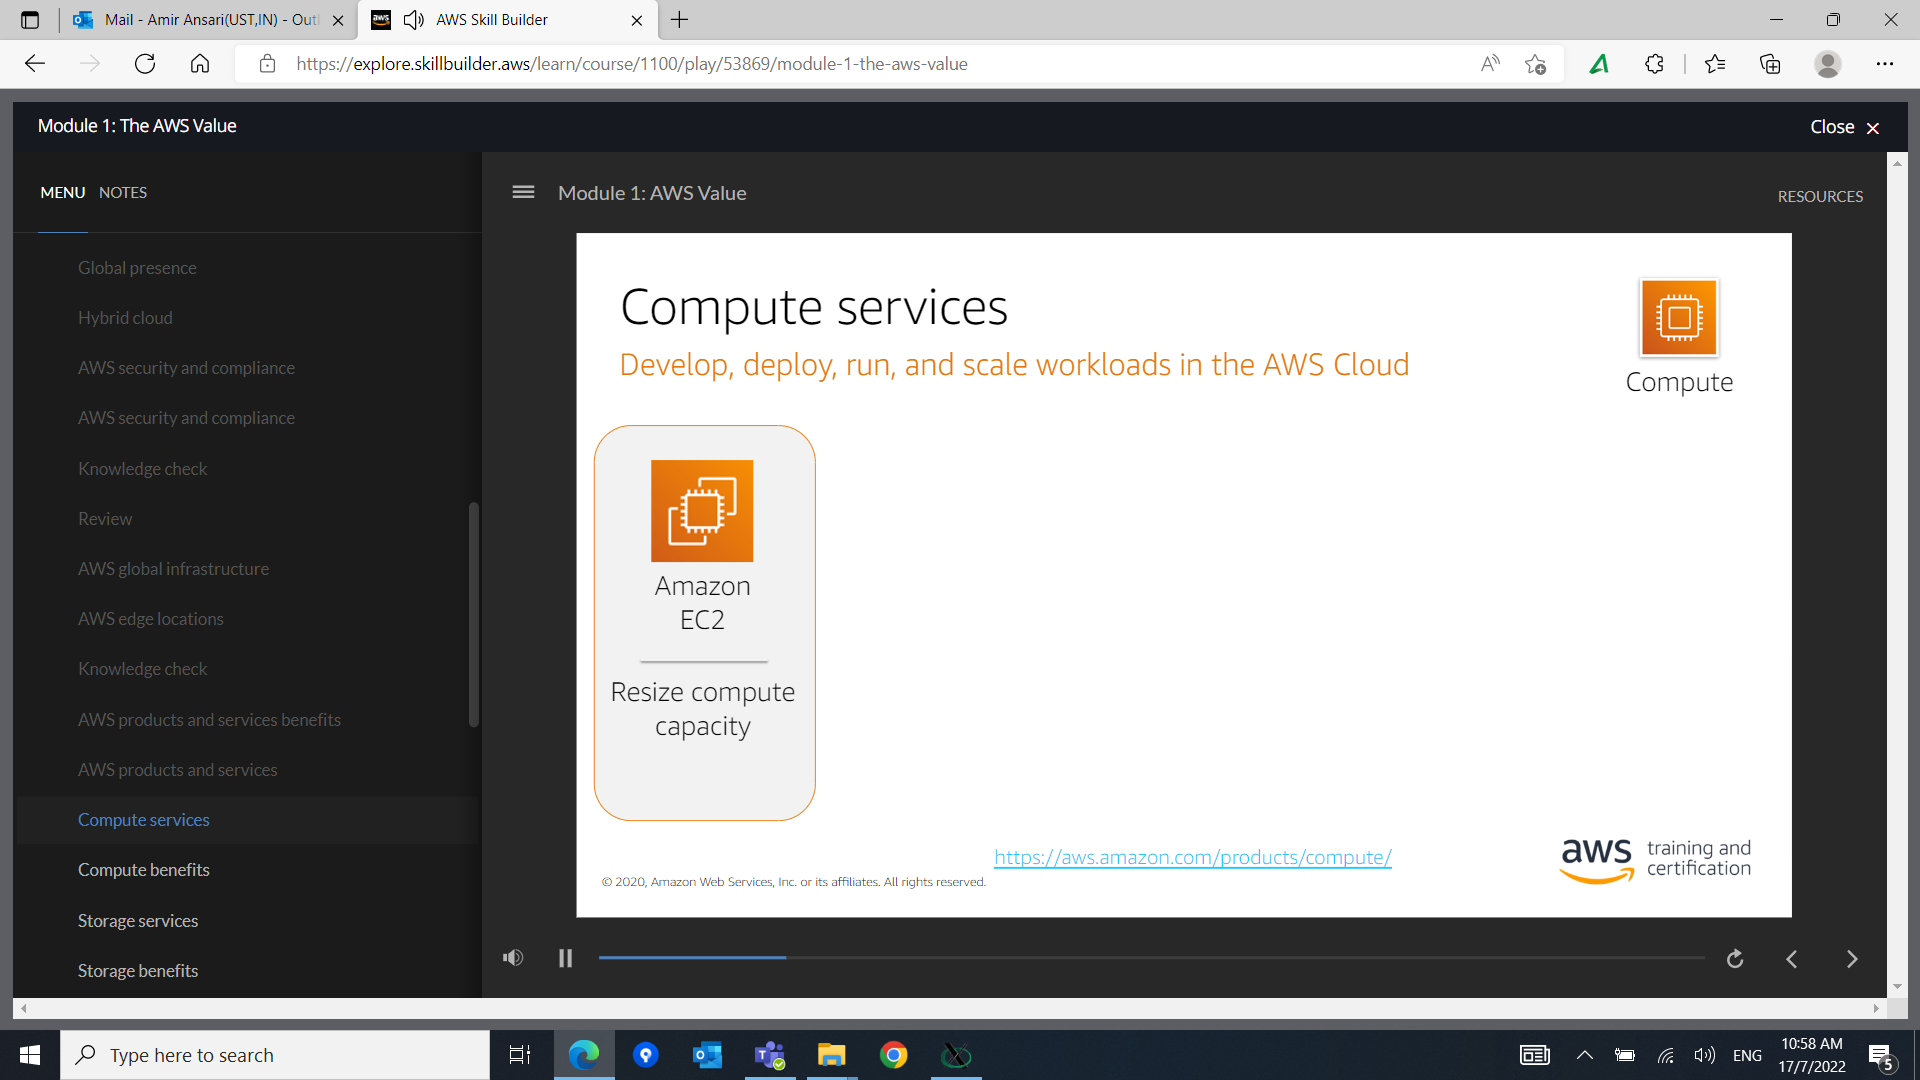 Mail - Amir Ansari(UST,IN) - Out
AWS Skill Builder
https://explore.skillbuilder.aws/learn/course/1100/play/53869/module-1-the-aws-value
Module 1: The AWS Value
Close
MENU NOTES
Module 1: AWS Value
RESOURCES
Global presence
Hybrid cloud
AWS security and compliance
AWS security and compliance
Knowledge check
Review
AWS global infrastructure
AWS edge locations
Knowledge check
AWS products and services benefits
AWS products and services
Compute services
Compute benefits
Storage services
Storage benefits
Compute services
Develop, deploy, run, and scale workloads in the AWS Cloud
Compute
Amazon
EC2
Resize compute
capacity
https://aws.amazon.com/products/compute/
© 2020, Amazon Web Services, Inc. or its affiliates. All rights reserved.
aws training and
certification
Type here to search
ENG
10:58 AM
17/7/2022
5